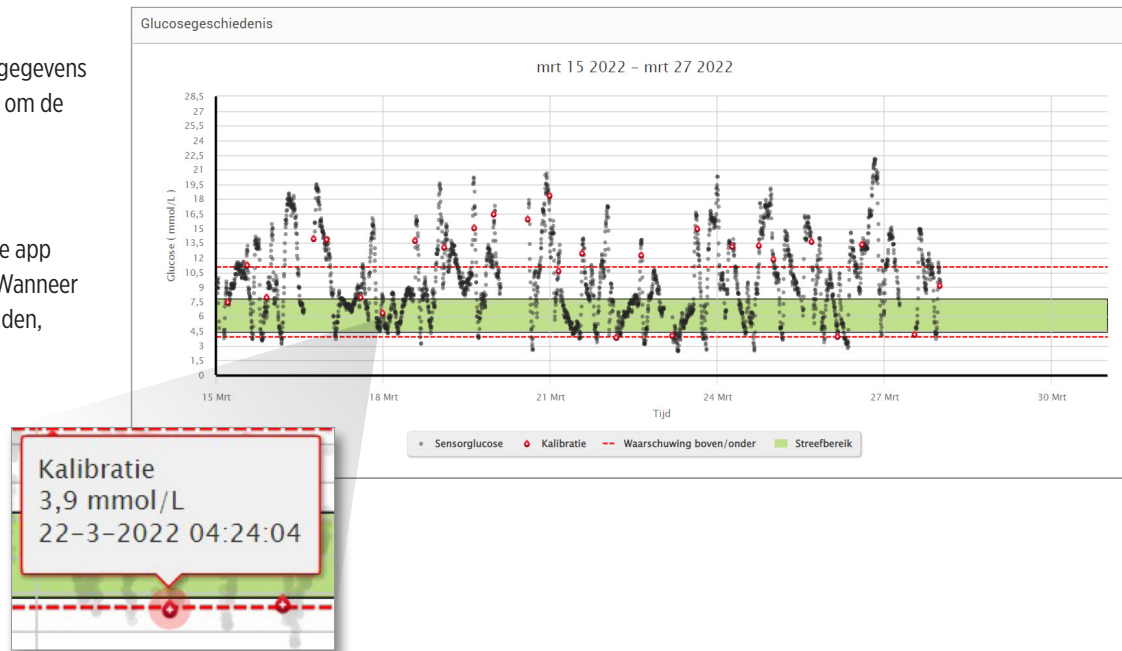 Glucosegeschiedenis
gegevens
om de
e app
Wanneer
den,
mrt 15 2022 – mrt 27 2022
Glucose ( mmol/L )
28,5
27
25,5
24
22,5
21
19,5
18
16,5
15
13,5
12
10,5
9
7,5
6
4,5
3
1,5
0
15 Mrt
18 Mrt
21 Mrt
24 Mrt
27 Mrt
30 Mrt
Tijd
Sensorglucose
Kalibratie
Waarschuwing boven/onder
Streefbereik
Kalibratie
3,9 mmol/L
22-3-2022 04:24:04